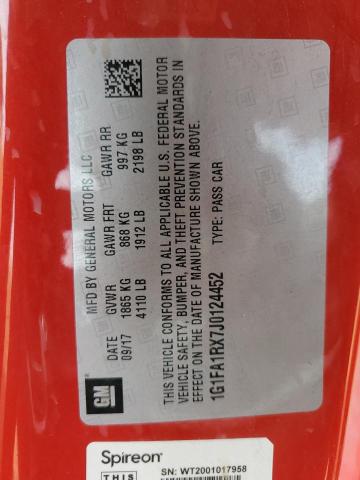 MFD BY GENERAL MOTORS LLC
DATE GVWR GAWR FRT GAWR RR
09/17 1865 KG 868 KG 997 KG
4110 LB 1912 LB 2198 LB
THIS VEHICLE CONFORMS TO ALL APPLICABLE U.S. FEDERAL MOTOR
VEHICLE SAFETY, BUMPER, AND THEFT PREVENTION STANDARDS IN
EFFECT ON THE DATE OF MANUFACTURE SHOWN ABOVE.
1G1FA1RX7J0124452 TYPE: PASS CAR
GM
Spireon
SN: WT2001017958
THIS